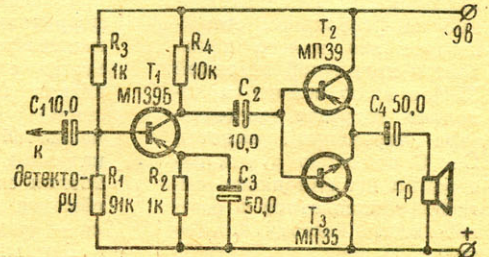 R3
1к
T1
МП39Б
R4
10к
C2
10,0
T2
МП39
9в
C1 10,0
к
детекто-
ру
R1
91к
R2
1к
C3
50,0
T3
МП35
C4 50,0
Гр
+